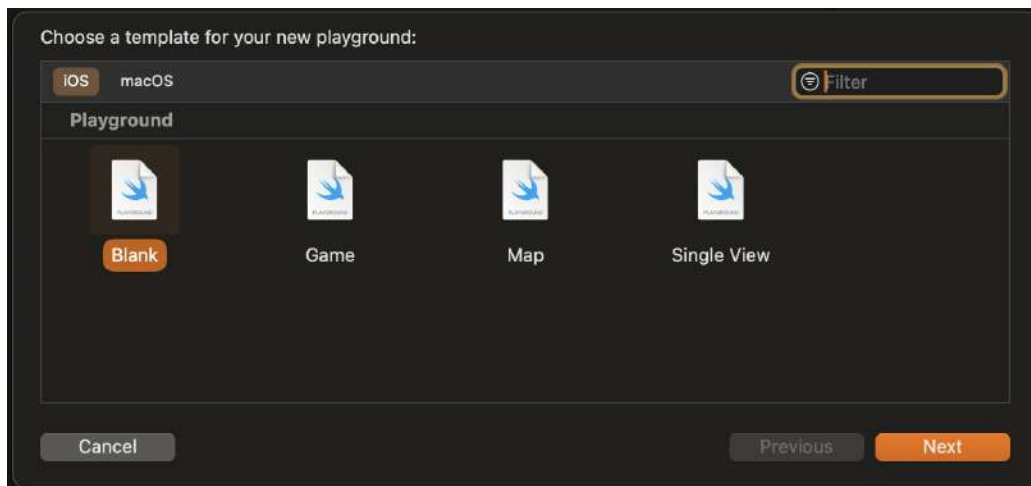 Choose a template for your new playground:
iOS macOS Filter
Playground
Blank Game Map Single View
Cancel Previous Next